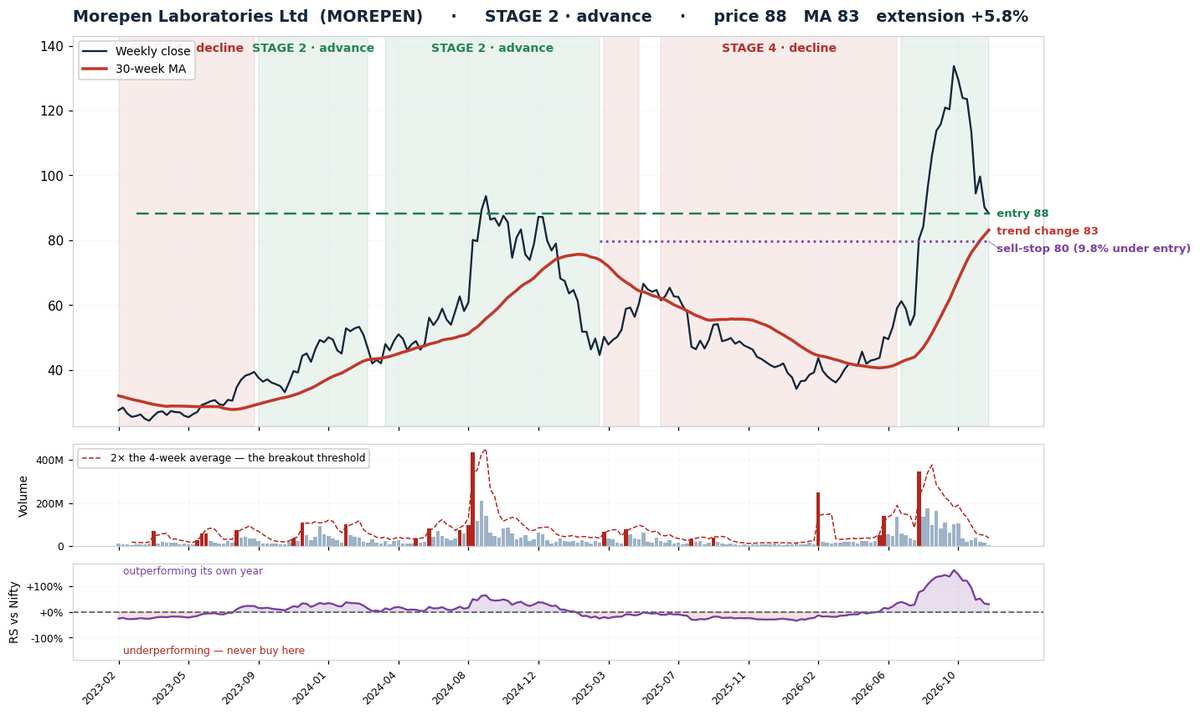 Morepen Laboratories Ltd (MOREPEN) · STAGE 2 · advance · price 88 MA 83 extension +5.8%
Weekly close
30-week MA
decline
STAGE 2 · advance
STAGE 2 · advance
STAGE 4 · decline
140
120
100
80
60
40
entry 88
trend change 83
sell-stop 80 (9.8% under entry)
Volume
400M
200M
0
2× the 4-week average — the breakout threshold
RS vs Nifty
+100%
+0%
-100%
outperforming its own year
underperforming — never buy here
2023-02
2023-05
2023-09
2024-01
2024-04
2024-08
2024-12
2025-03
2025-07
2025-11
2026-02
2026-06
2026-10